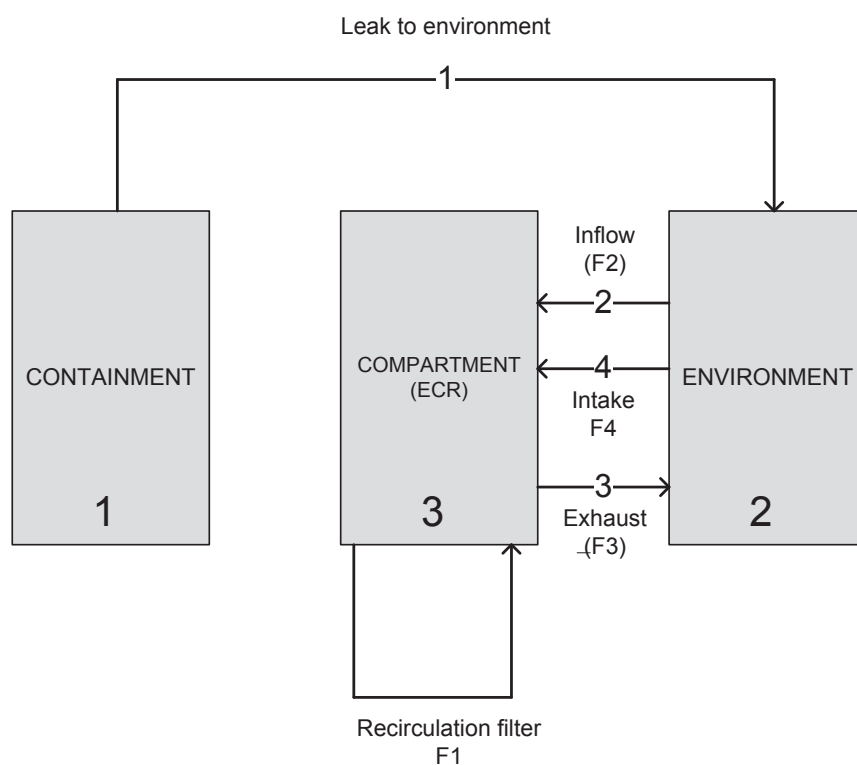 Leak to environment
1
Inflow
(F2)
2
CONTAINMENT
COMPARTMENT
(ECR)
4
ENVIRONMENT
Intake
F4
3
Exhaust
_(F3)
1
3
2
Recirculation filter
F1